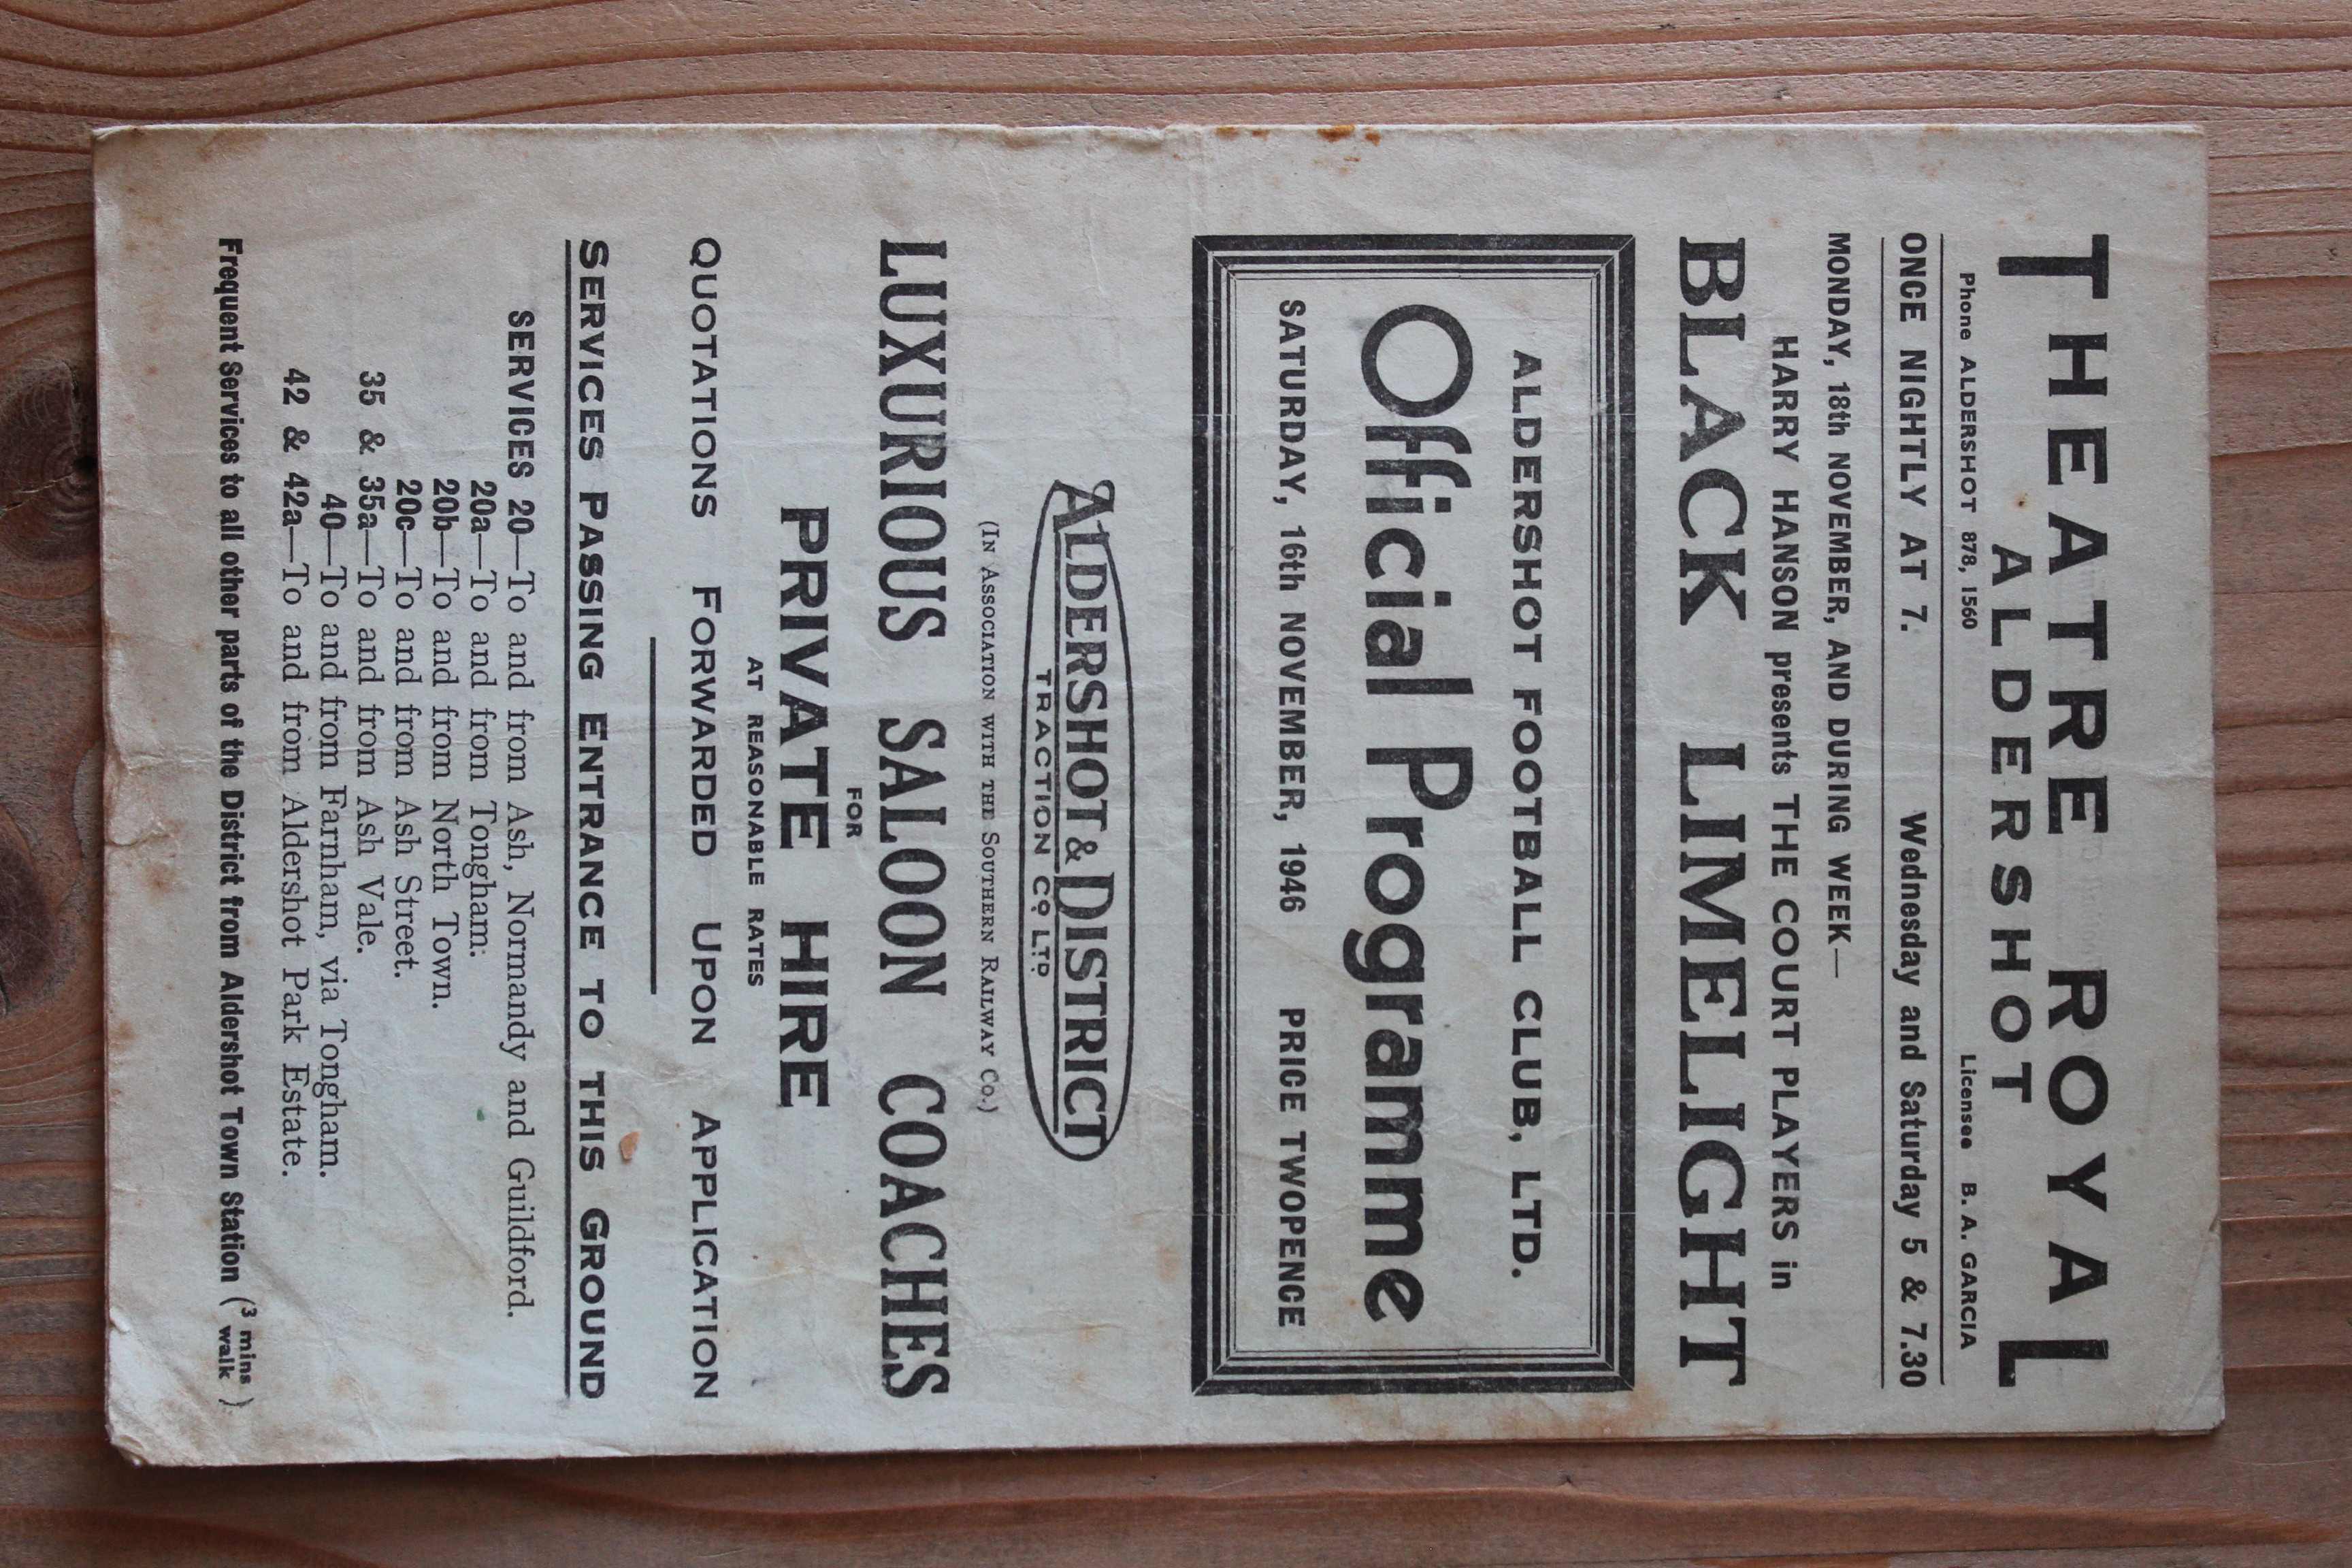 THEATRE ROYAL
ALDERSHOT
Phone ALDERSHOT 878, 1560 Licensee B. A. GARCIA
ONCE NIGHTLY AT 7. Wednesday and Saturday 5 & 7.30
MONDAY, 18th NOVEMBER, AND DURING WEEK—
HARRY HANSON presents THE COURT PLAYERS in
BLACK LIMELIGHT
ALDERSHOT FOOTBALL CLUB, LTD.
Official Programme
SATURDAY, 16th NOVEMBER, 1946 PRICE TWOPENCE
ALDERSHOT & DISTRICT
TRACTION CO LTD
(IN ASSOCIATION WITH THE SOUTHERN RAILWAY CO.)
LUXURIOUS SALOON COACHES
FOR
PRIVATE HIRE
AT REASONABLE RATES
QUOTATIONS FORWARDED UPON APPLICATION
SERVICES PASSING ENTRANCE TO THIS GROUND
SERVICES 20—To and from Ash, Normandy and Guildford.
20a—To and from Tongham.
20b—To and from North Town.
20c—To and from Ash Street.
35 & 35a—To and from Ash Vale.
40—To and from Farnham, via Tongham.
42 & 42a—To and from Aldershot Park Estate.
Frequent Services to all other parts of the District from Aldershot Town Station (3 mins walk)